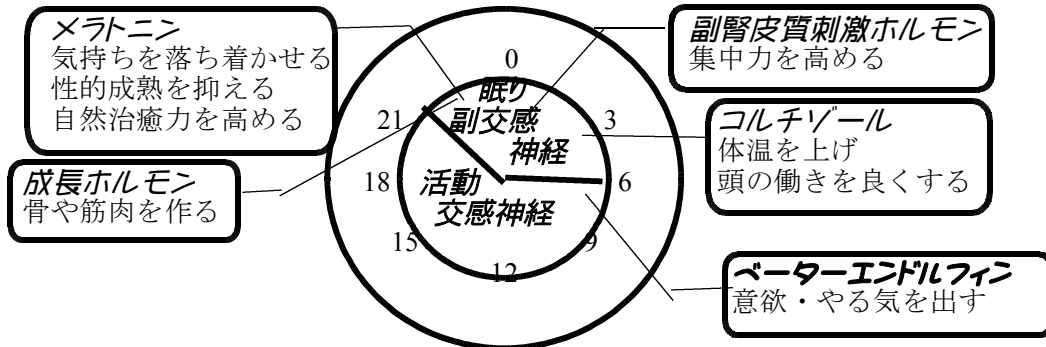 メラトニン
気持ちを落ち着かせる
性的成熟を抑える
自然治癒力を高める
成長ホルモン
骨や筋肉を作る
0
3
6
9
12
15
18
21
眠り
副交感
神経
活動
交感神経
副腎皮質刺激ホルモン
集中力を高める
コルチゾール
体温を上げ
頭の働きを良くする
ベーターエンドルフィン
意欲・やる気を出す